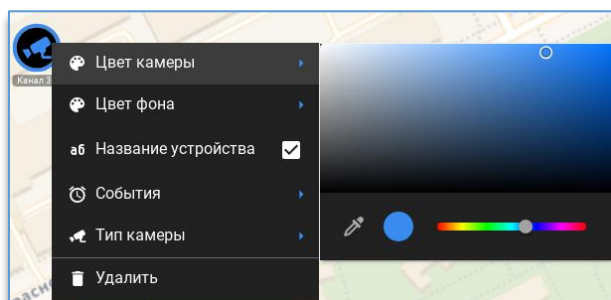 Канал 3
Цвет камеры
Цвет фона
аб Название устройства
События
Тип камеры
Удалить